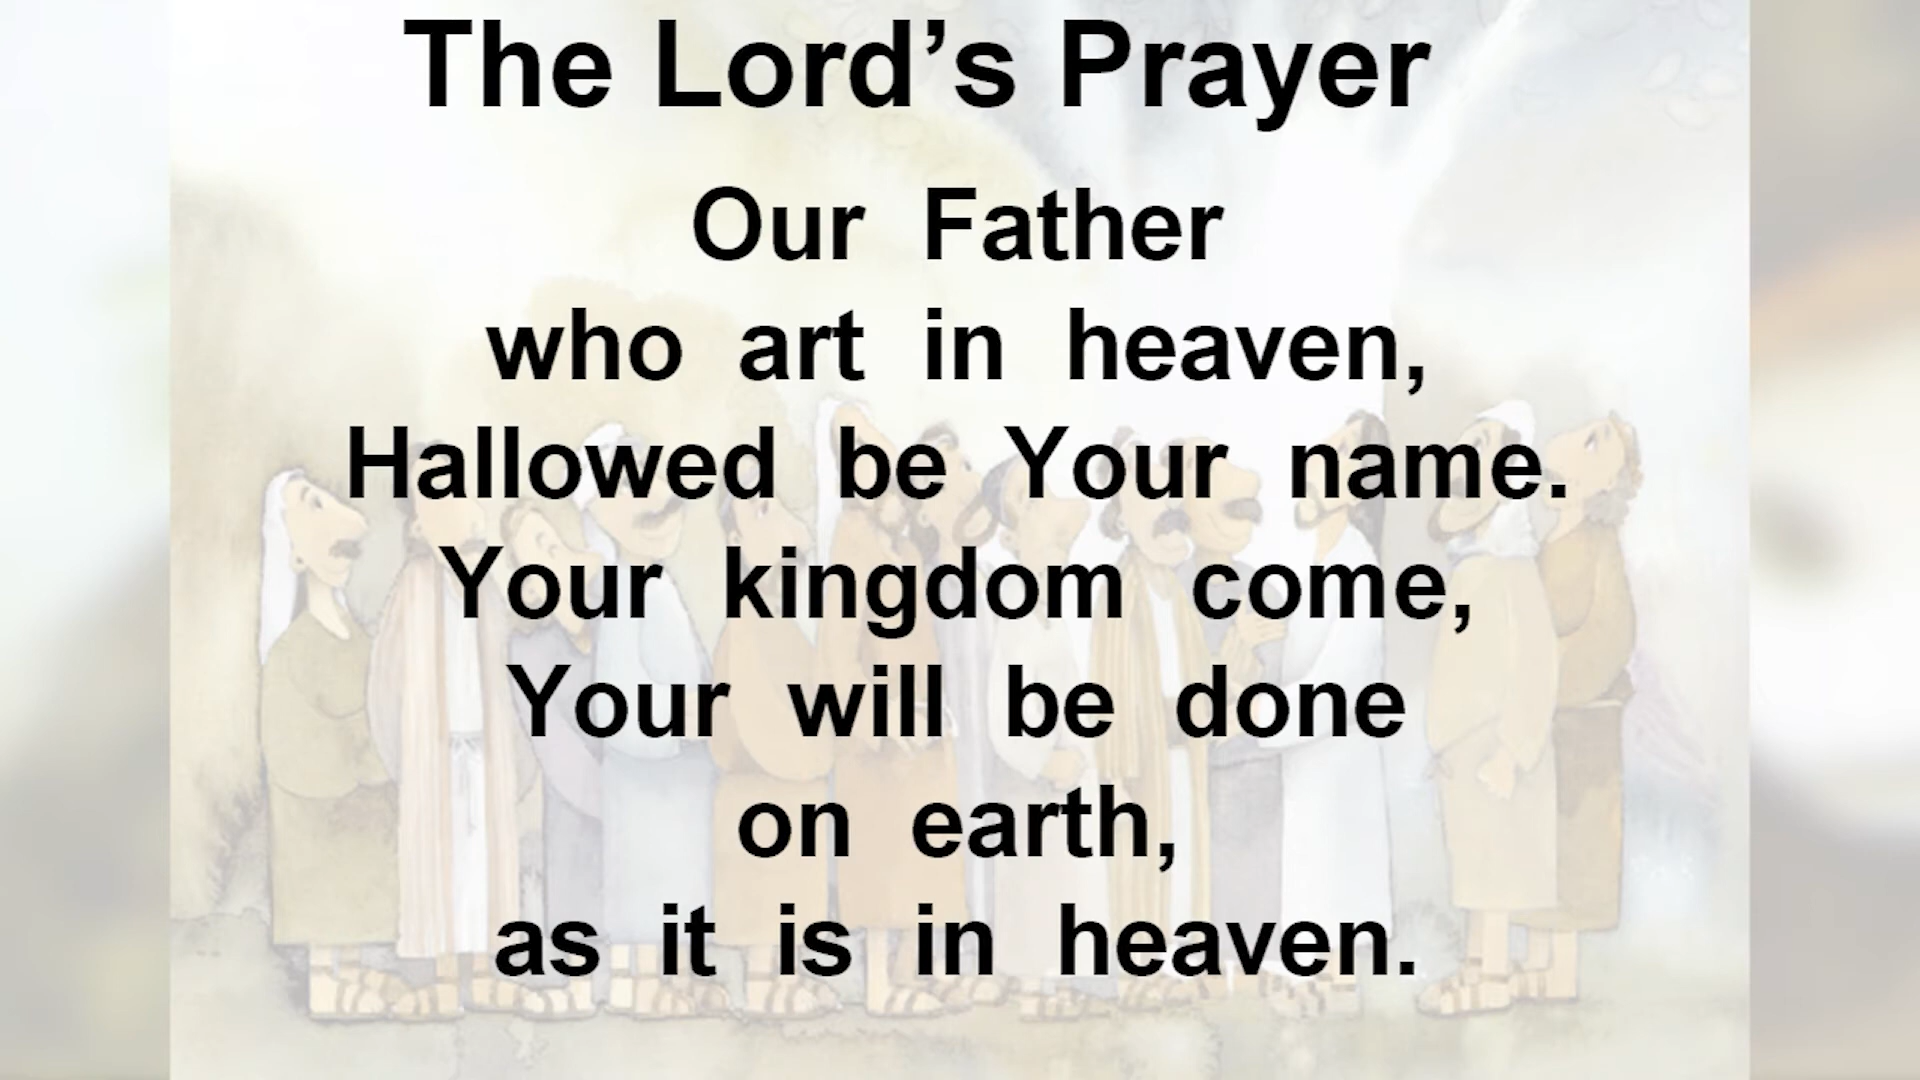 The Lord’s Prayer
Our Father
who art in heaven,
Hallowed be Your name.
Your kingdom come,
Your will be done
on earth,
as it is in heaven.